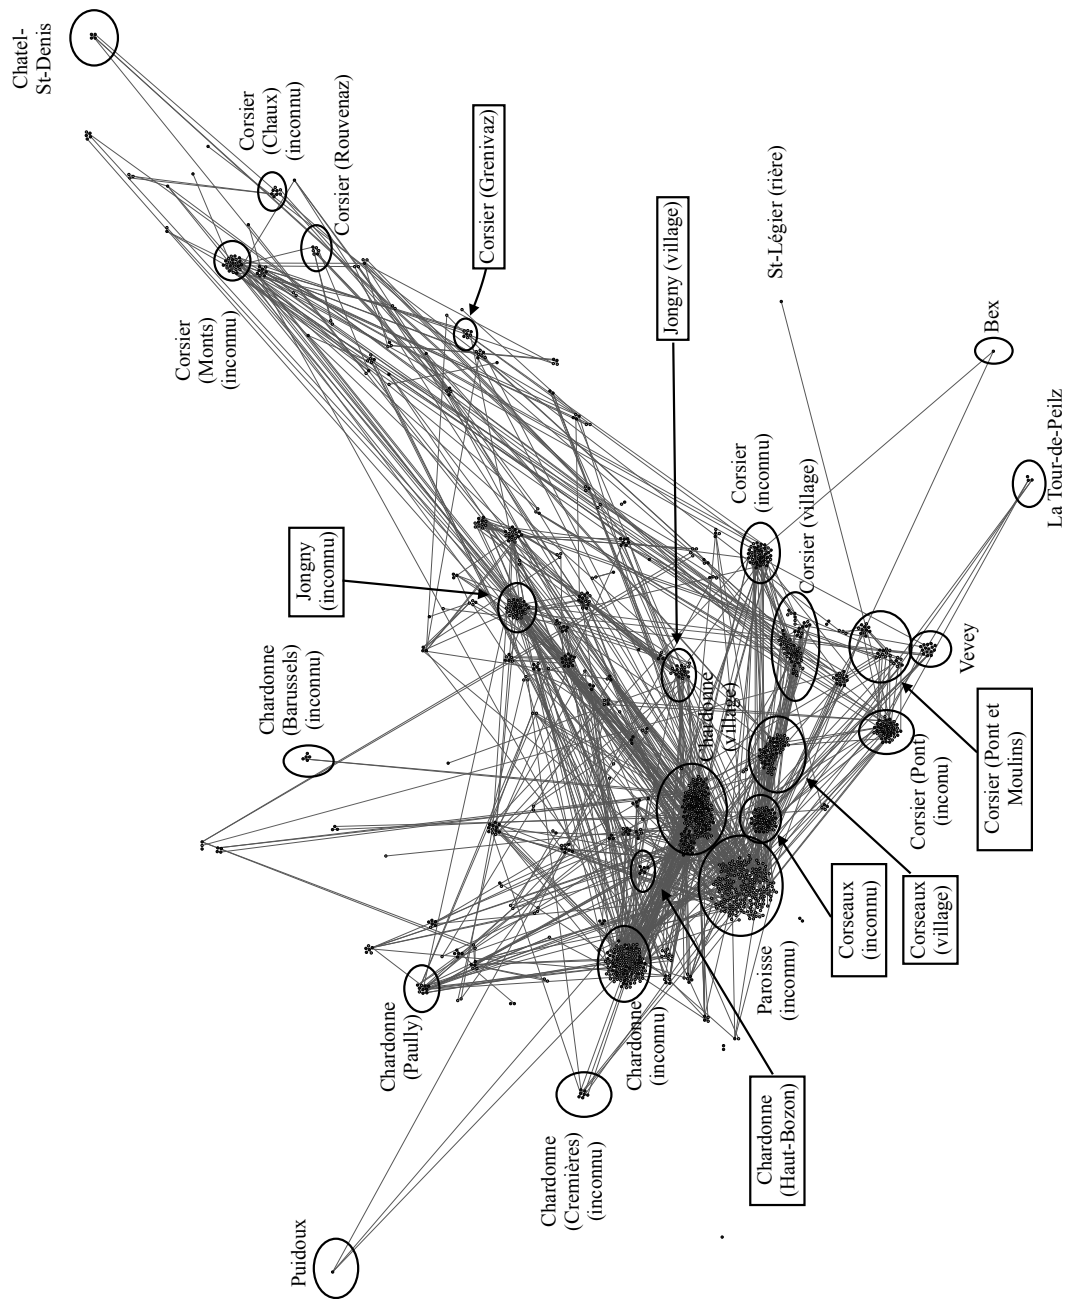 Chatel-
St-Denis
Corsier
(Chaux)
(inconnu)
Corsier (Rouvenaz)
Corsier (Grenivaz)
Corsier
(Monts)
(inconnu)
Jongny (village)
St-Légier (rière)
Bex
La Tour-de-Peilz
Corsier
(inconnu)
Corsier (village)
Jongny
(inconnu)
Chardonne
(Barussels)
(inconnu)
Chardonne
(village)
Vevey
Corsier (Pont et
Moulins)
Corsier (Pont)
(inconu)
Corseaux
(inconnu)
Corseaux
(village)
Paroisse
(inconnu)
Chardonne
(Paully)
Chardonne
(inconnu)
Chardonne
(Haut-Bozon)
Chardonne
(Cremières)
(inconnu)
Puidoux